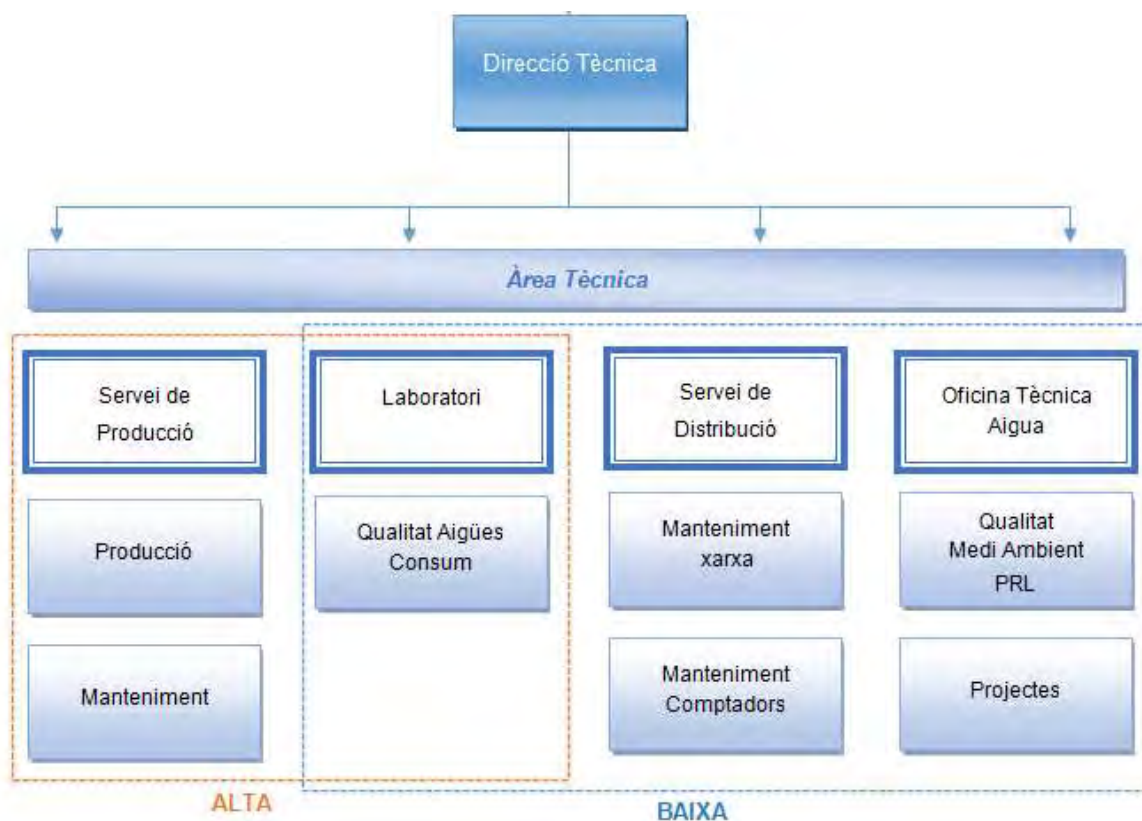 Direcció Tècnica
Àrea Tècnica
Servei de
Producció
Laboratori
Servei de
Distribució
Oficina Tècnica
Aigua
Producció
Qualitat Aigües
Consum
Manteniment
xarxa
Qualitat
Medi Ambient
PRL
Manteniment
Manteniment
Comptadors
Projectes
ALTA
BAIXA